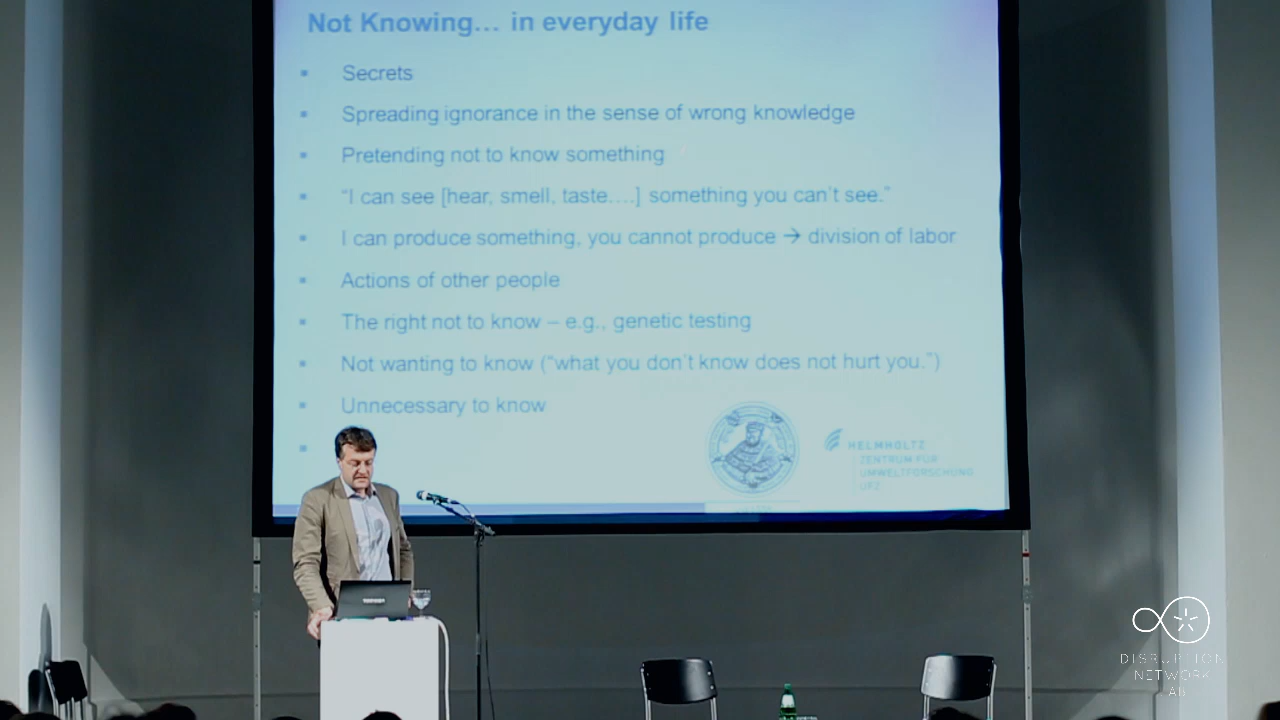 Not Knowing… in everyday life
Secrets
Spreading ignorance in the sense of wrong knowledge
Pretending not to know something
“I can see [hear, smell, taste….] something you can’t see.”
I can produce something, you cannot produce → division of labor
Actions of other people
The right not to know – e.g., genetic testing
Not wanting to know (“what you don’t know does not hurt you.”)
Unnecessary to know
HELMHOLTZ
ZENTRUM FÜR
UMWELTFORSCHUNG
UFZ
DISRUPTION
NETWORK
LAB